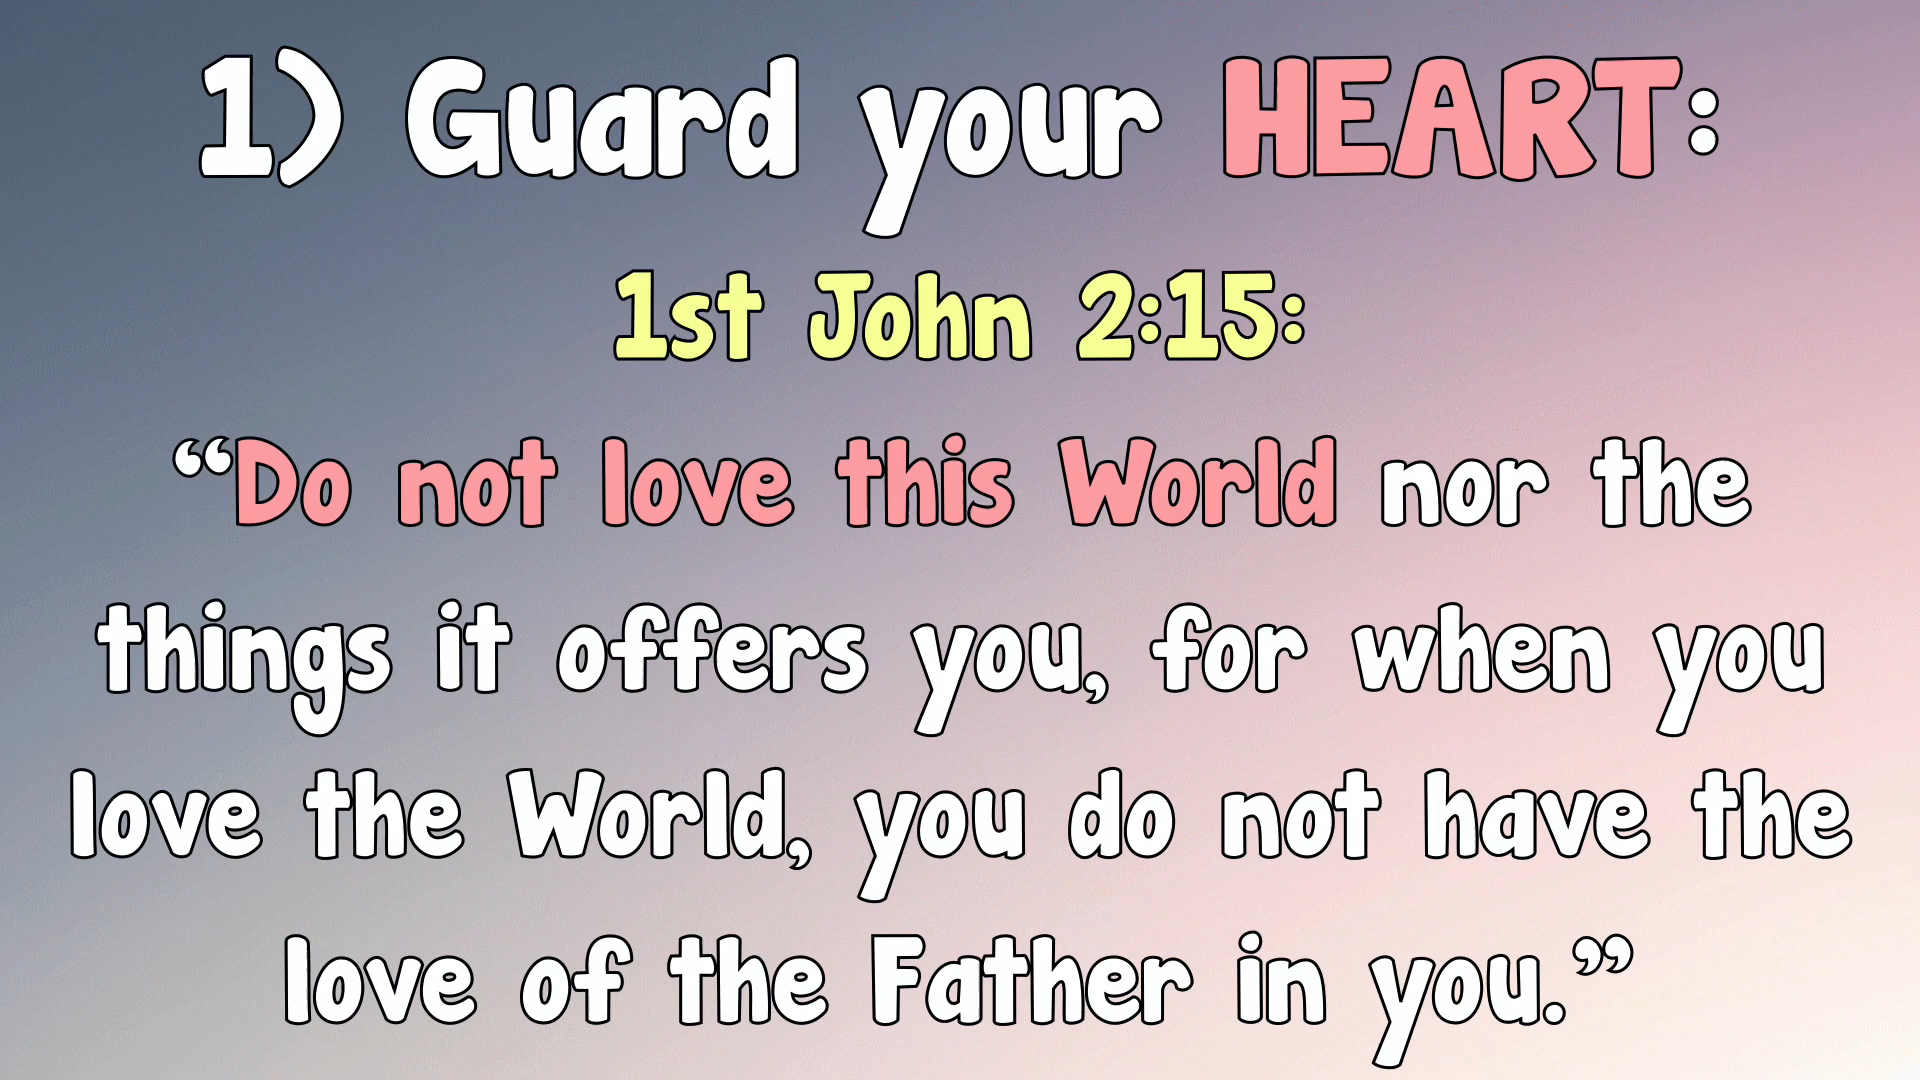 1) Guard your HEART:
1st John 2:15:
“Do not love this World nor the
things it offers you, for when you
love the World, you do not have the
love of the Father in you.”